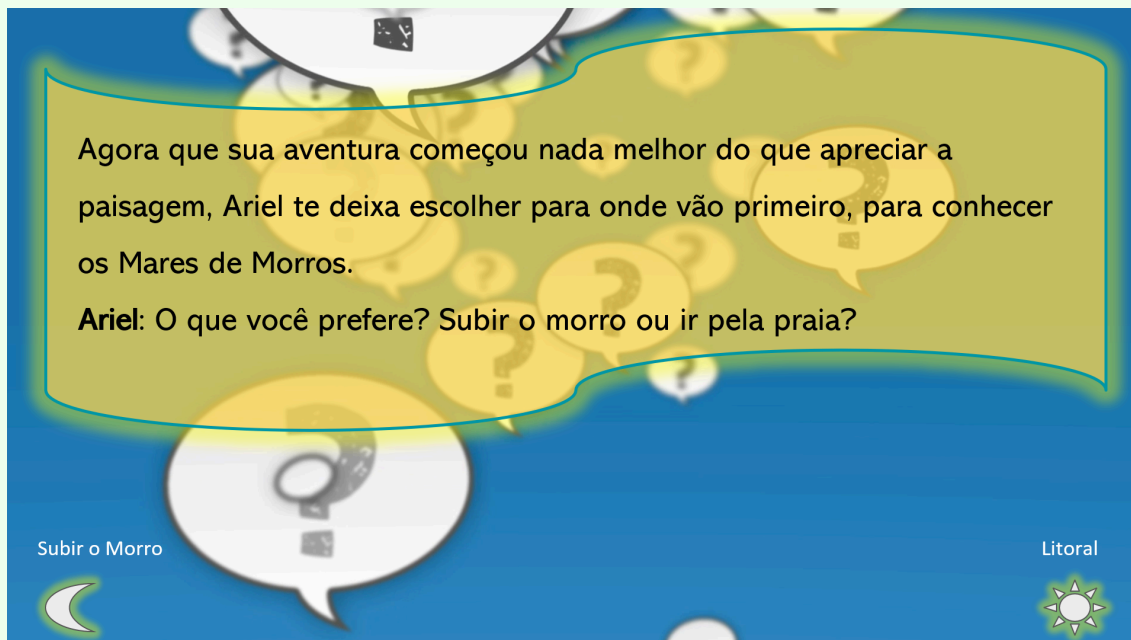 Agora que sua aventura começou nada melhor do que apreciar a
paisagem, Ariel te deixa escolher para onde vão primeiro, para conhecer
os Mares de Morros.
Ariel: O que você prefere? Subir o morro ou ir pela praia?
Subir o Morro
Litoral